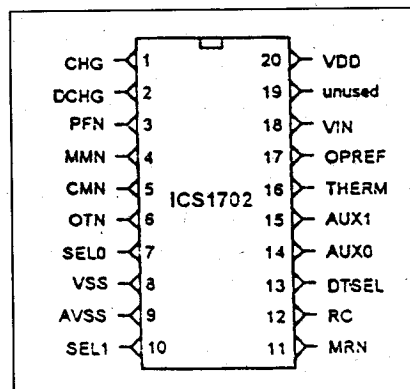 CHG 1 20 VDD
DCHG 2 19 unused
PFN 3 18 VIN
MMN 4 17 OPREF
CMN 5 16 THERM
ICS1702
OTN 6 15 AUX1
SEL0 7 14 AUX0
VSS 8 13 DTSEL
AVSS 9 12 RC
SEL1 10 11 MRN